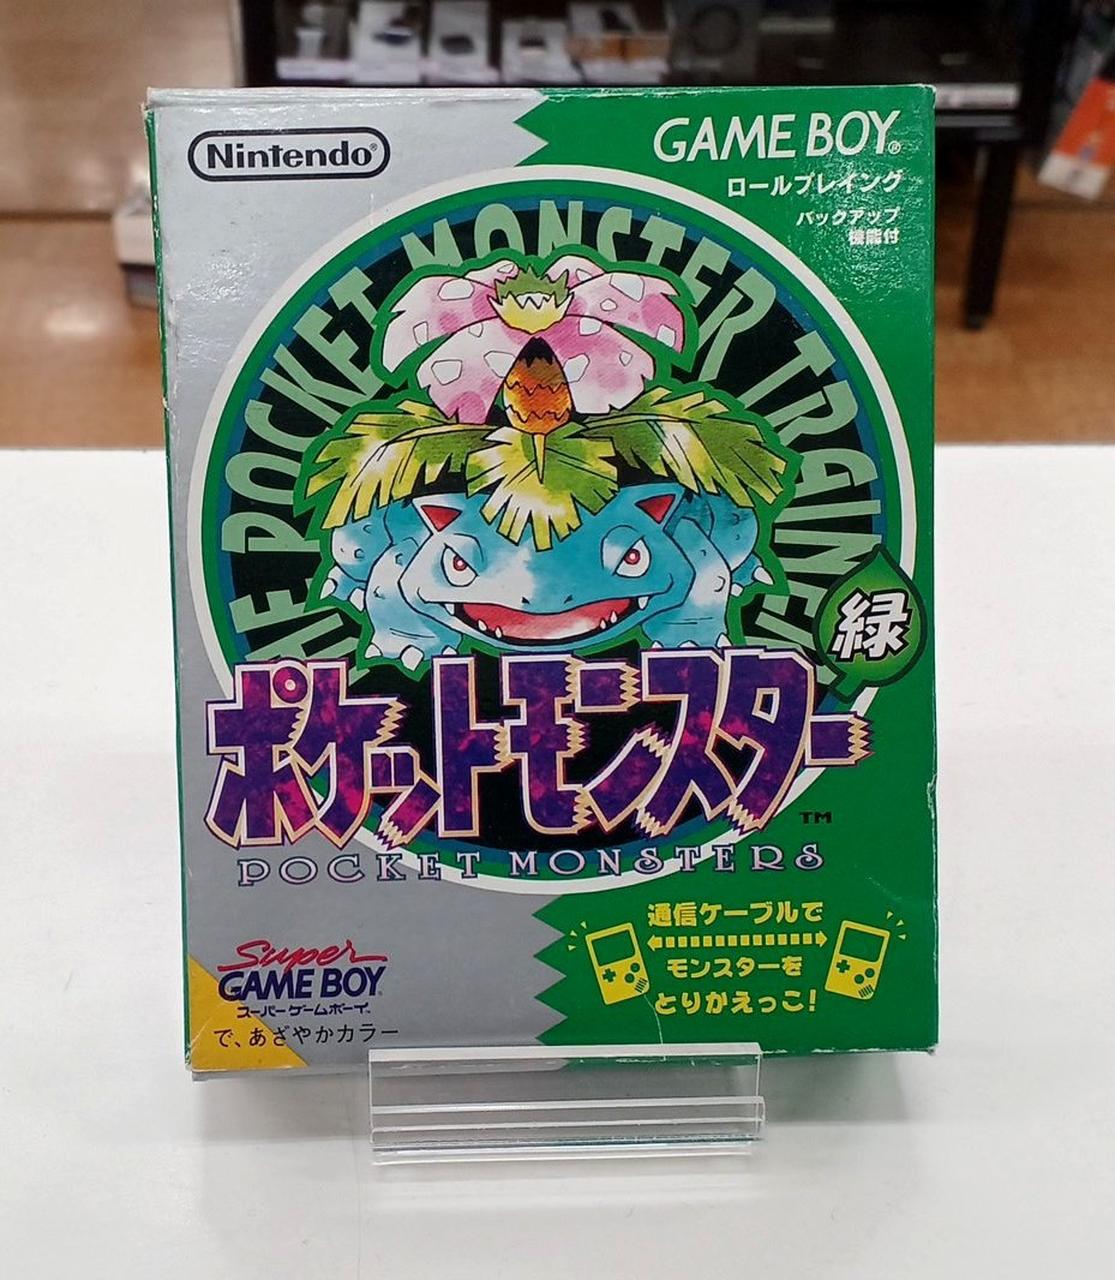 Nintendo®
GAME BOY®
ロールプレイング
バックアップ
機能付
THE POCKET MONSTER TRAINER
緑
ポケットモンスター
TM
POCKET MONSTERS
通信ケーブルで
モンスターを
とりかえっこ!
Super
GAME BOY
スーパーゲームボーイ
で、あざやかカラー